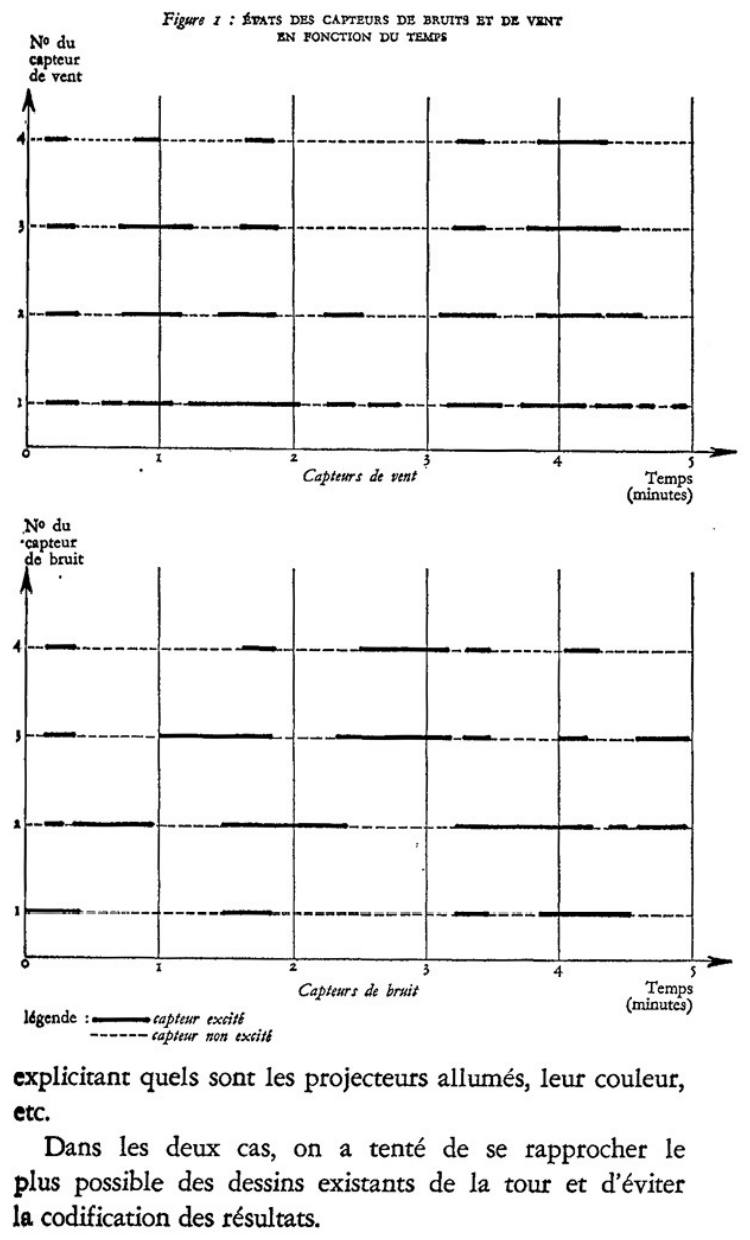 Figure 1 : ÉTATS DES CAPTEURS DE BRUITS ET DE VENT
EN FONCTION DU TEMPS
Nº du
capteur
de vent
4
3
2
1
0 1 2 3 4 5
Capteurs de vent
Temps
(minutes)
Nº du
capteur
de bruit
4
3
2
1
0 1 2 3 4 5
Capteurs de bruit
Temps
(minutes)
légende : capteur excité
capteur non excité
explicitant quels sont les projecteurs allumés, leur couleur,
etc.
Dans les deux cas, on a tenté de se rapprocher le
plus possible des dessins existants de la tour et d'éviter
la codification des résultats.